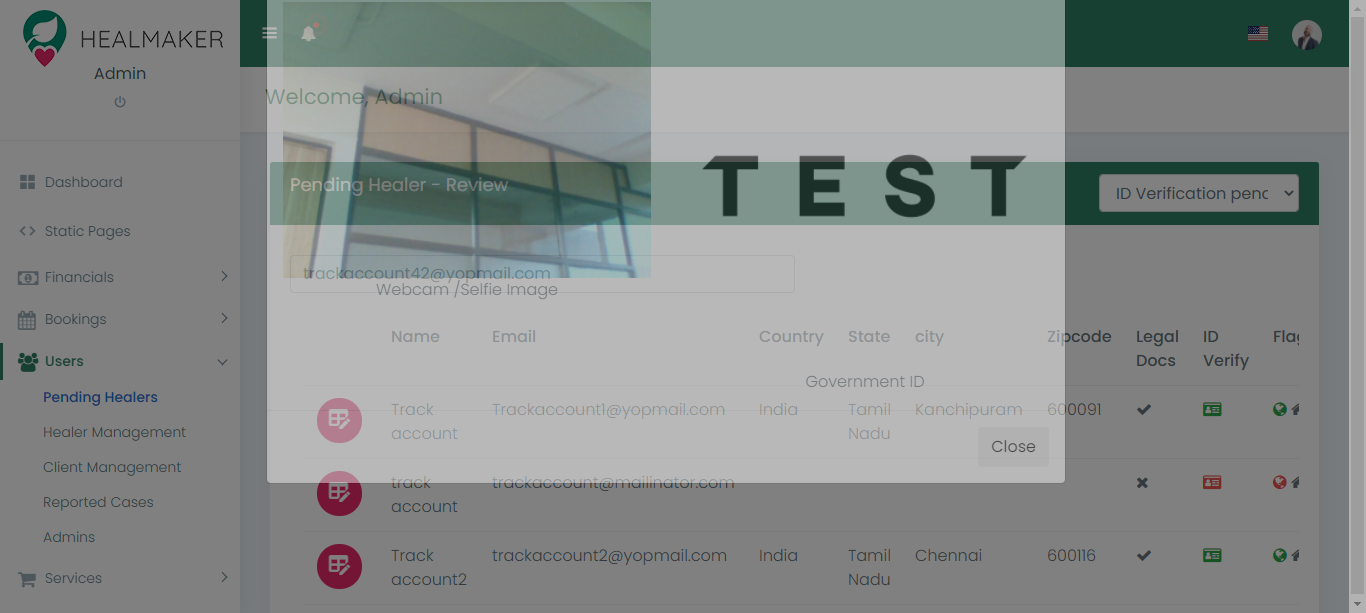 HEALMAKER
Admin
Welcome, Admin
TEST
Pending Healer - Review
ID Verification penc
Dashboard
Static Pages
Financials
Bookings
Users
Pending Healers
Healer Management
Client Management
Reported Cases
Admins
Services
trackaccount42@yopmail.com
Webcam /Selfie Image
Name Email Country State city Zipcode Legal Docs ID Verify Flag
Government ID
Track account Trackaccount1@yopmail.com India Tamil Nadu Kanchipuram 600091
Close
track account trackaccount@mailinator.com
Track account2 trackaccount2@yopmail.com India Tamil Nadu Chennai 600116